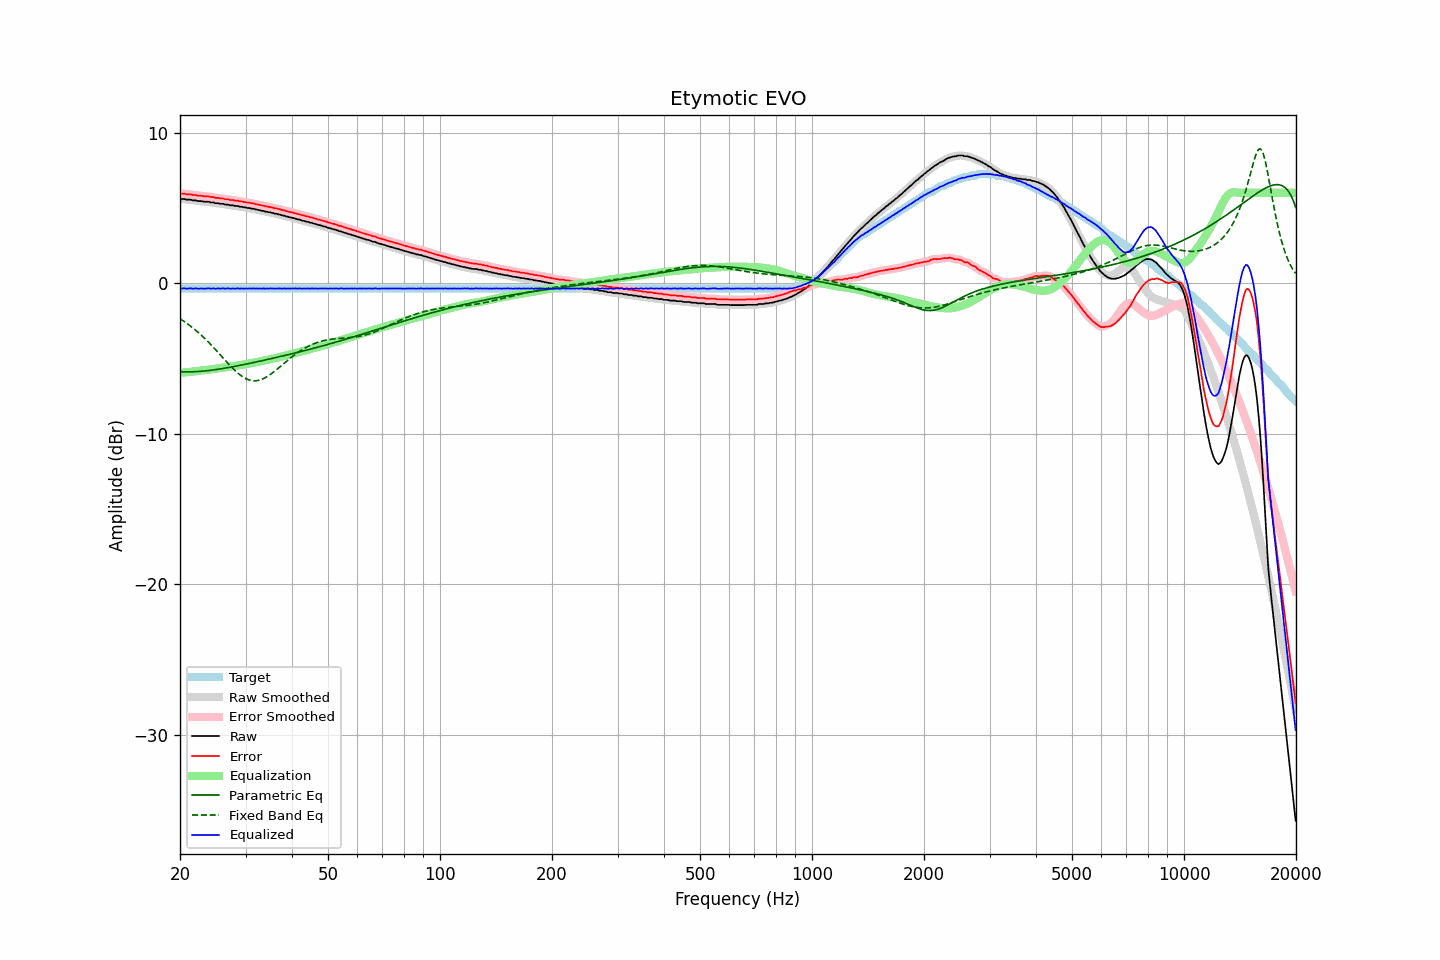 Etymotic EVO
10
0
−10
−20
−30
Amplitude (dBr)
Target
Raw Smoothed
Error Smoothed
Raw
Error
Equalization
Parametric Eq
Fixed Band Eq
Equalized
20 50 100 200 500 1000 2000 5000 10000 20000
Frequency (Hz)